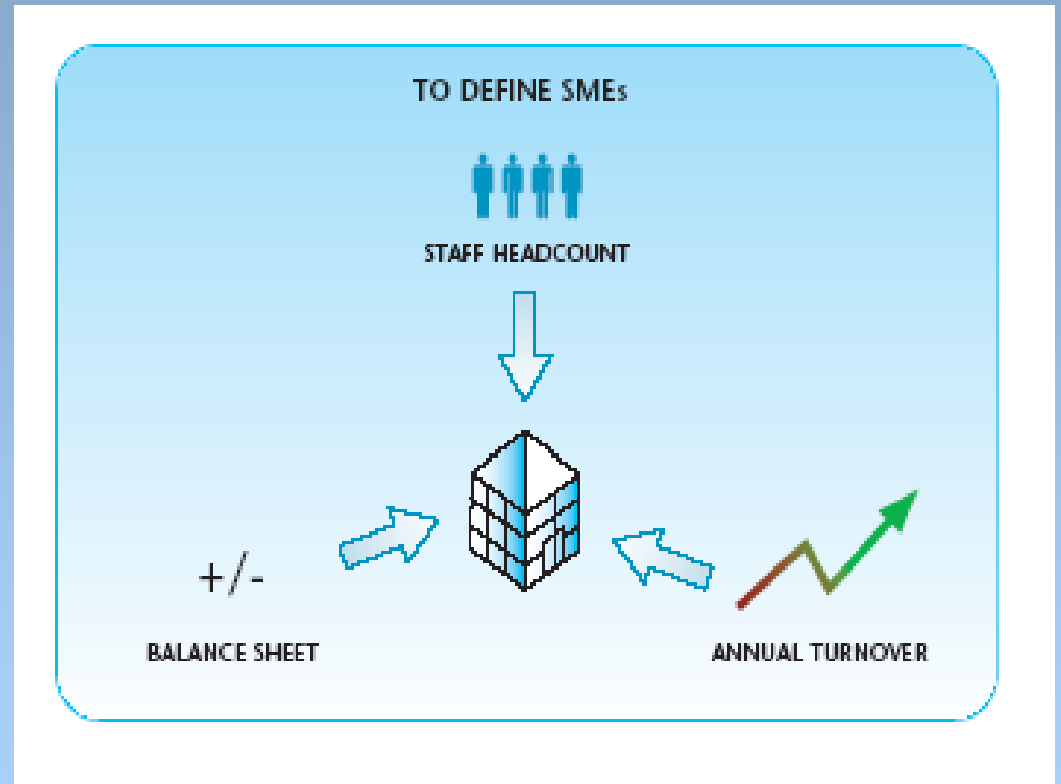 TO DEFINE SMEs
STAFF HEADCOUNT
+/-
BALANCE SHEET
ANNUAL TURNOVER